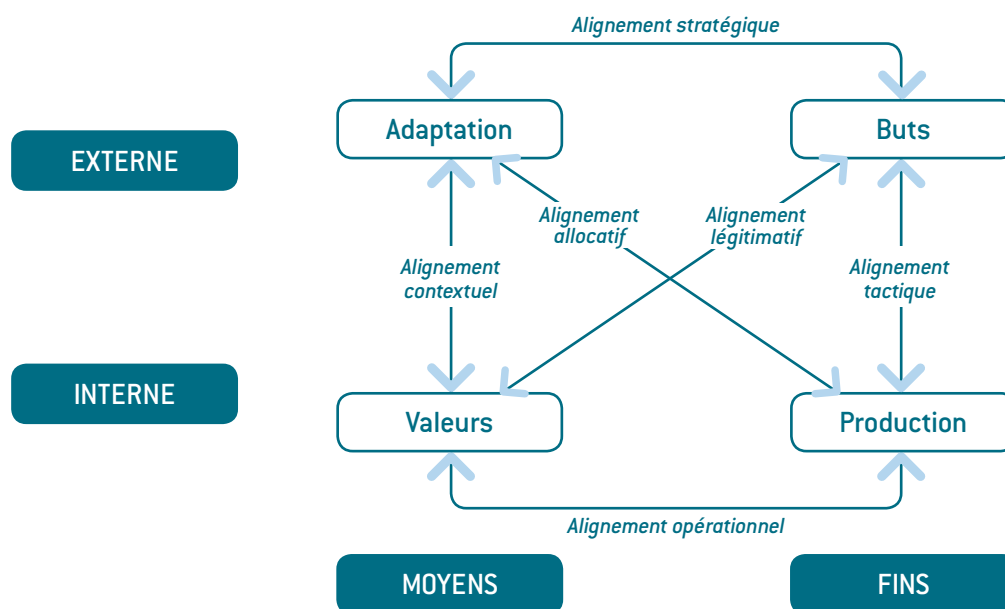 Alignement stratégique
Adaptation
Buts
EXTERNE
Alignement
allocatif
Alignement
légitimatif
Alignement
contextuel
Alignement
tactique
INTERNE
Valeurs
Production
Alignement opérationnel
MOYENS
FINS